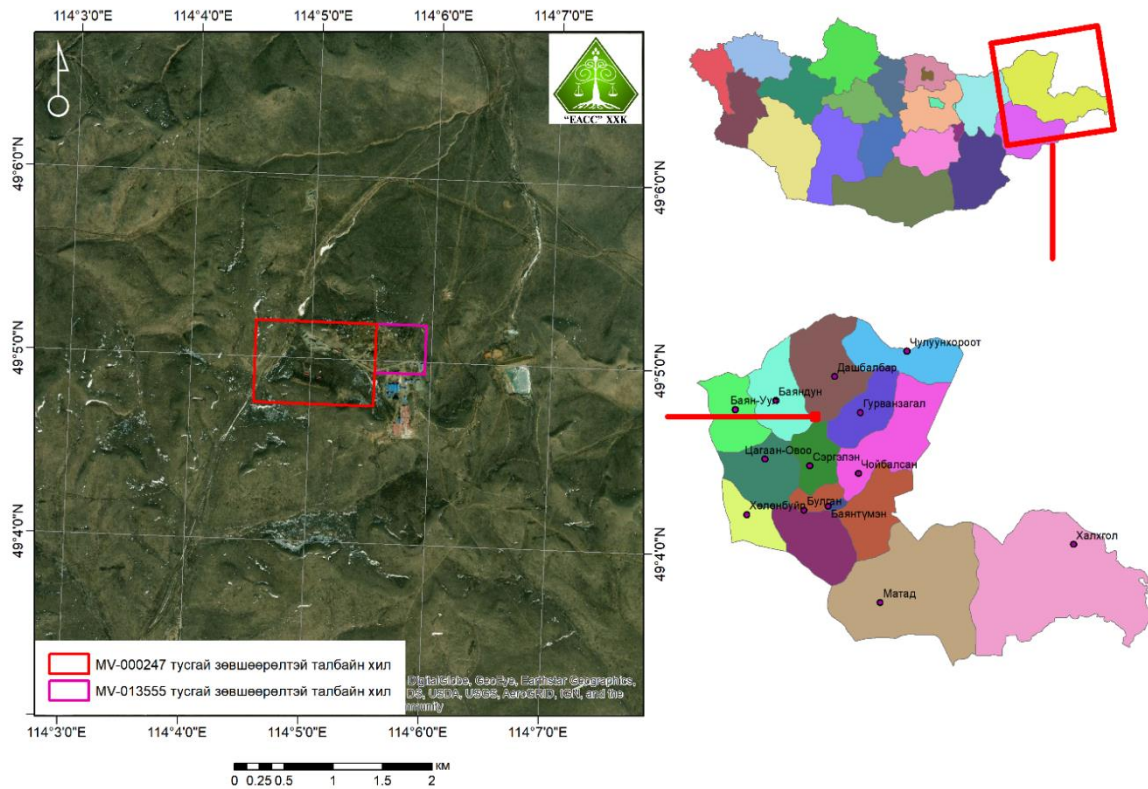 114°3'0"E 114°4'0"E 114°5'0"E 114°6'0"E 114°7'0"E
"ЕАСС" ХХК
49°6'0"N 49°6'0"N
49°5'0"N 49°5'0"N
49°4'0"N 49°4'0"N
MV-000247 тусгай зөвшөөрөлтэй талбайн хил
MV-013555 тусгай зөвшөөрөлтэй талбайн хил
DigitalGlobe, GeoEye, Earthstar Geographics,
DS, USDA, USGS, AeroGRID, IGN, and the
munity
114°3'0"E 114°4'0"E 114°5'0"E 114°6'0"E 114°7'0"E
км
0 0.25 0.5 1 1.5 2
Чулуунхороот
Дашбалбар
Баяндун
Баян-Уул
Гурванзагал
Цагаан-Овоо
Сэргэлэн
Чойбалсан
Хөлөнбуйр
Булган
Баянтүмэн
Халхгол
Матад